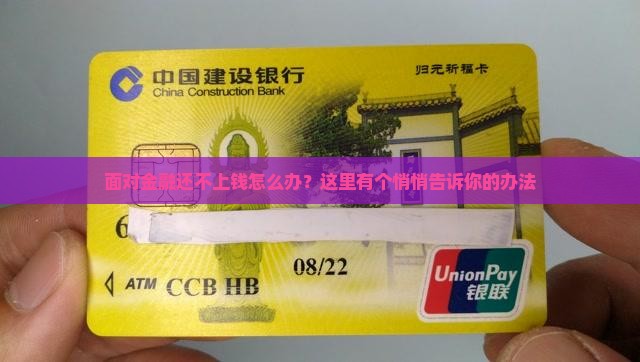 中国建设银行
China Construction Bank
归元祈福卡
面对金融还不上钱怎么办？这里有个悄悄告诉你的办法
6
08/22
ATM CCB HB
UnionPay
银联